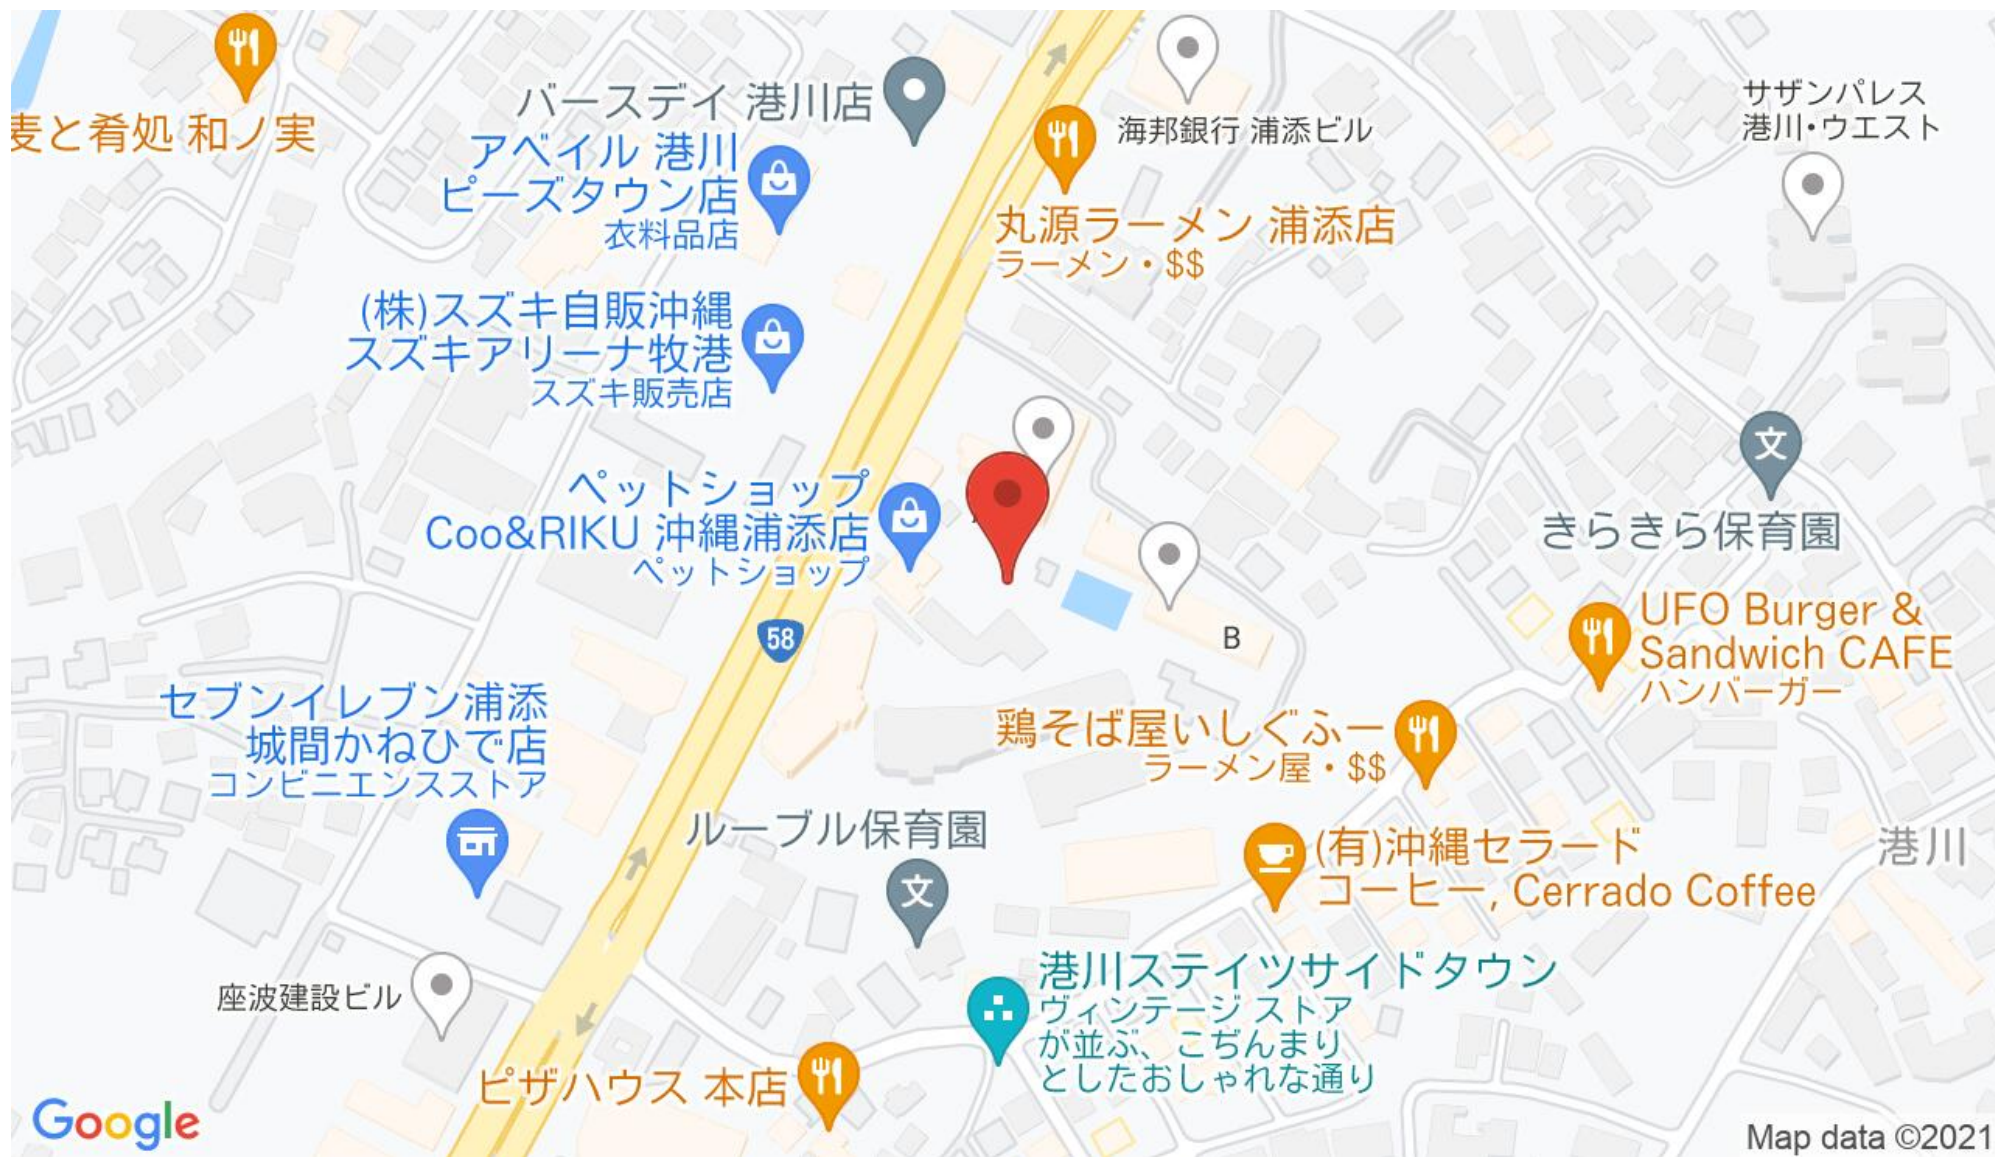 麦と肴処 和ノ実
バースデイ 港川店
アベイル 港川
ピーズタウン店
衣料品店
海邦銀行 浦添ビル
サザンパレス
港川・ウエスト
丸源ラーメン 浦添店
ラーメン・$$
(株)スズキ自販沖縄
スズキアリーナ牧港
スズキ販売店
ペットショップ
Coo&RIKU 沖縄浦添店
ペットショップ
文
きらきら保育園
58
B
UFO Burger &
Sandwich CAFE
ハンバーガー
セブンイレブン浦添
城間かねひで店
コンビニエンスストア
鶏そば屋いしぐふー
ラーメン屋・$$
ルーブル保育園
文
(有)沖縄セラード
コーヒー, Cerrado Coffee
港川
座波建設ビル
港川ステイツサイドタウン
ヴィンテージ ストア
が並ぶ、こぢんまり
としたおしゃれな通り
ピザハウス 本店
Google
Map data ©2021